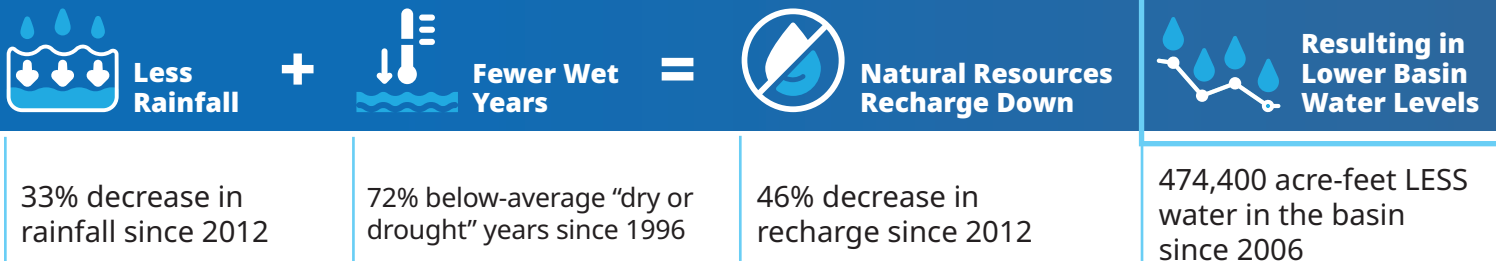 Less
Rainfall
+
Fewer Wet
Years
=
Natural Resources
Recharge Down
Resulting in
Lower Basin
Water Levels
33% decrease in
rainfall since 2012
72% below-average “dry or
drought” years since 1996
46% decrease in
recharge since 2012
474,400 acre-feet LESS
water in the basin
since 2006